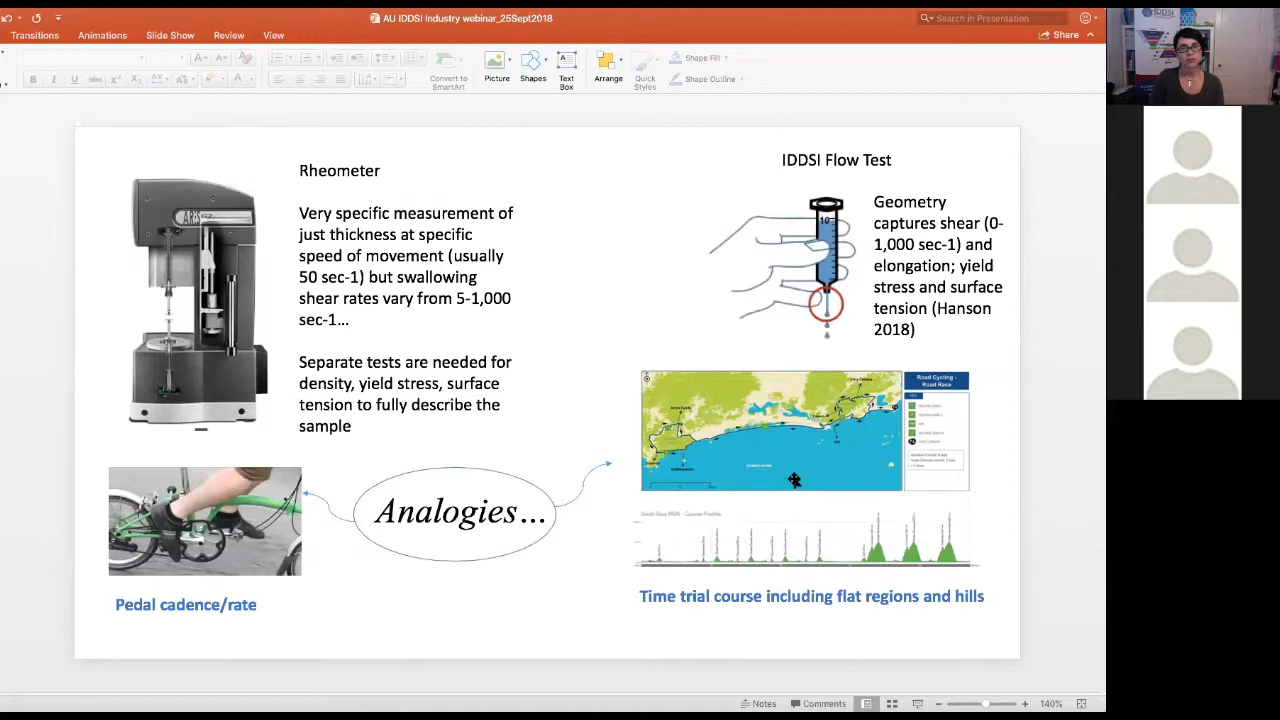 AU IDDSI Industry webinar_25Sept2018
Search in Presentation
Transitions
Animations
Slide Show
Review
View
Share
Convert to
SmartArt
Picture
Shapes
Text
Box
Arrange
Quick
Styles
Shape Fill
Shape Outline
Rheometer
Very specific measurement of
just thickness at specific
speed of movement (usually
50 sec-1) but swallowing
shear rates vary from 5-1,000
sec-1...
Separate tests are needed for
density, yield stress, surface
tension to fully describe the
sample
IDDSI Flow Test
10
Geometry
captures shear (0-
1,000 sec-1) and
elongation; yield
stress and surface
tension (Hanson
2018)
Road Cycling -
Road Race
Analogies...
Pedal cadence/rate
Time trial course including flat regions and hills
Notes
Comments
140%